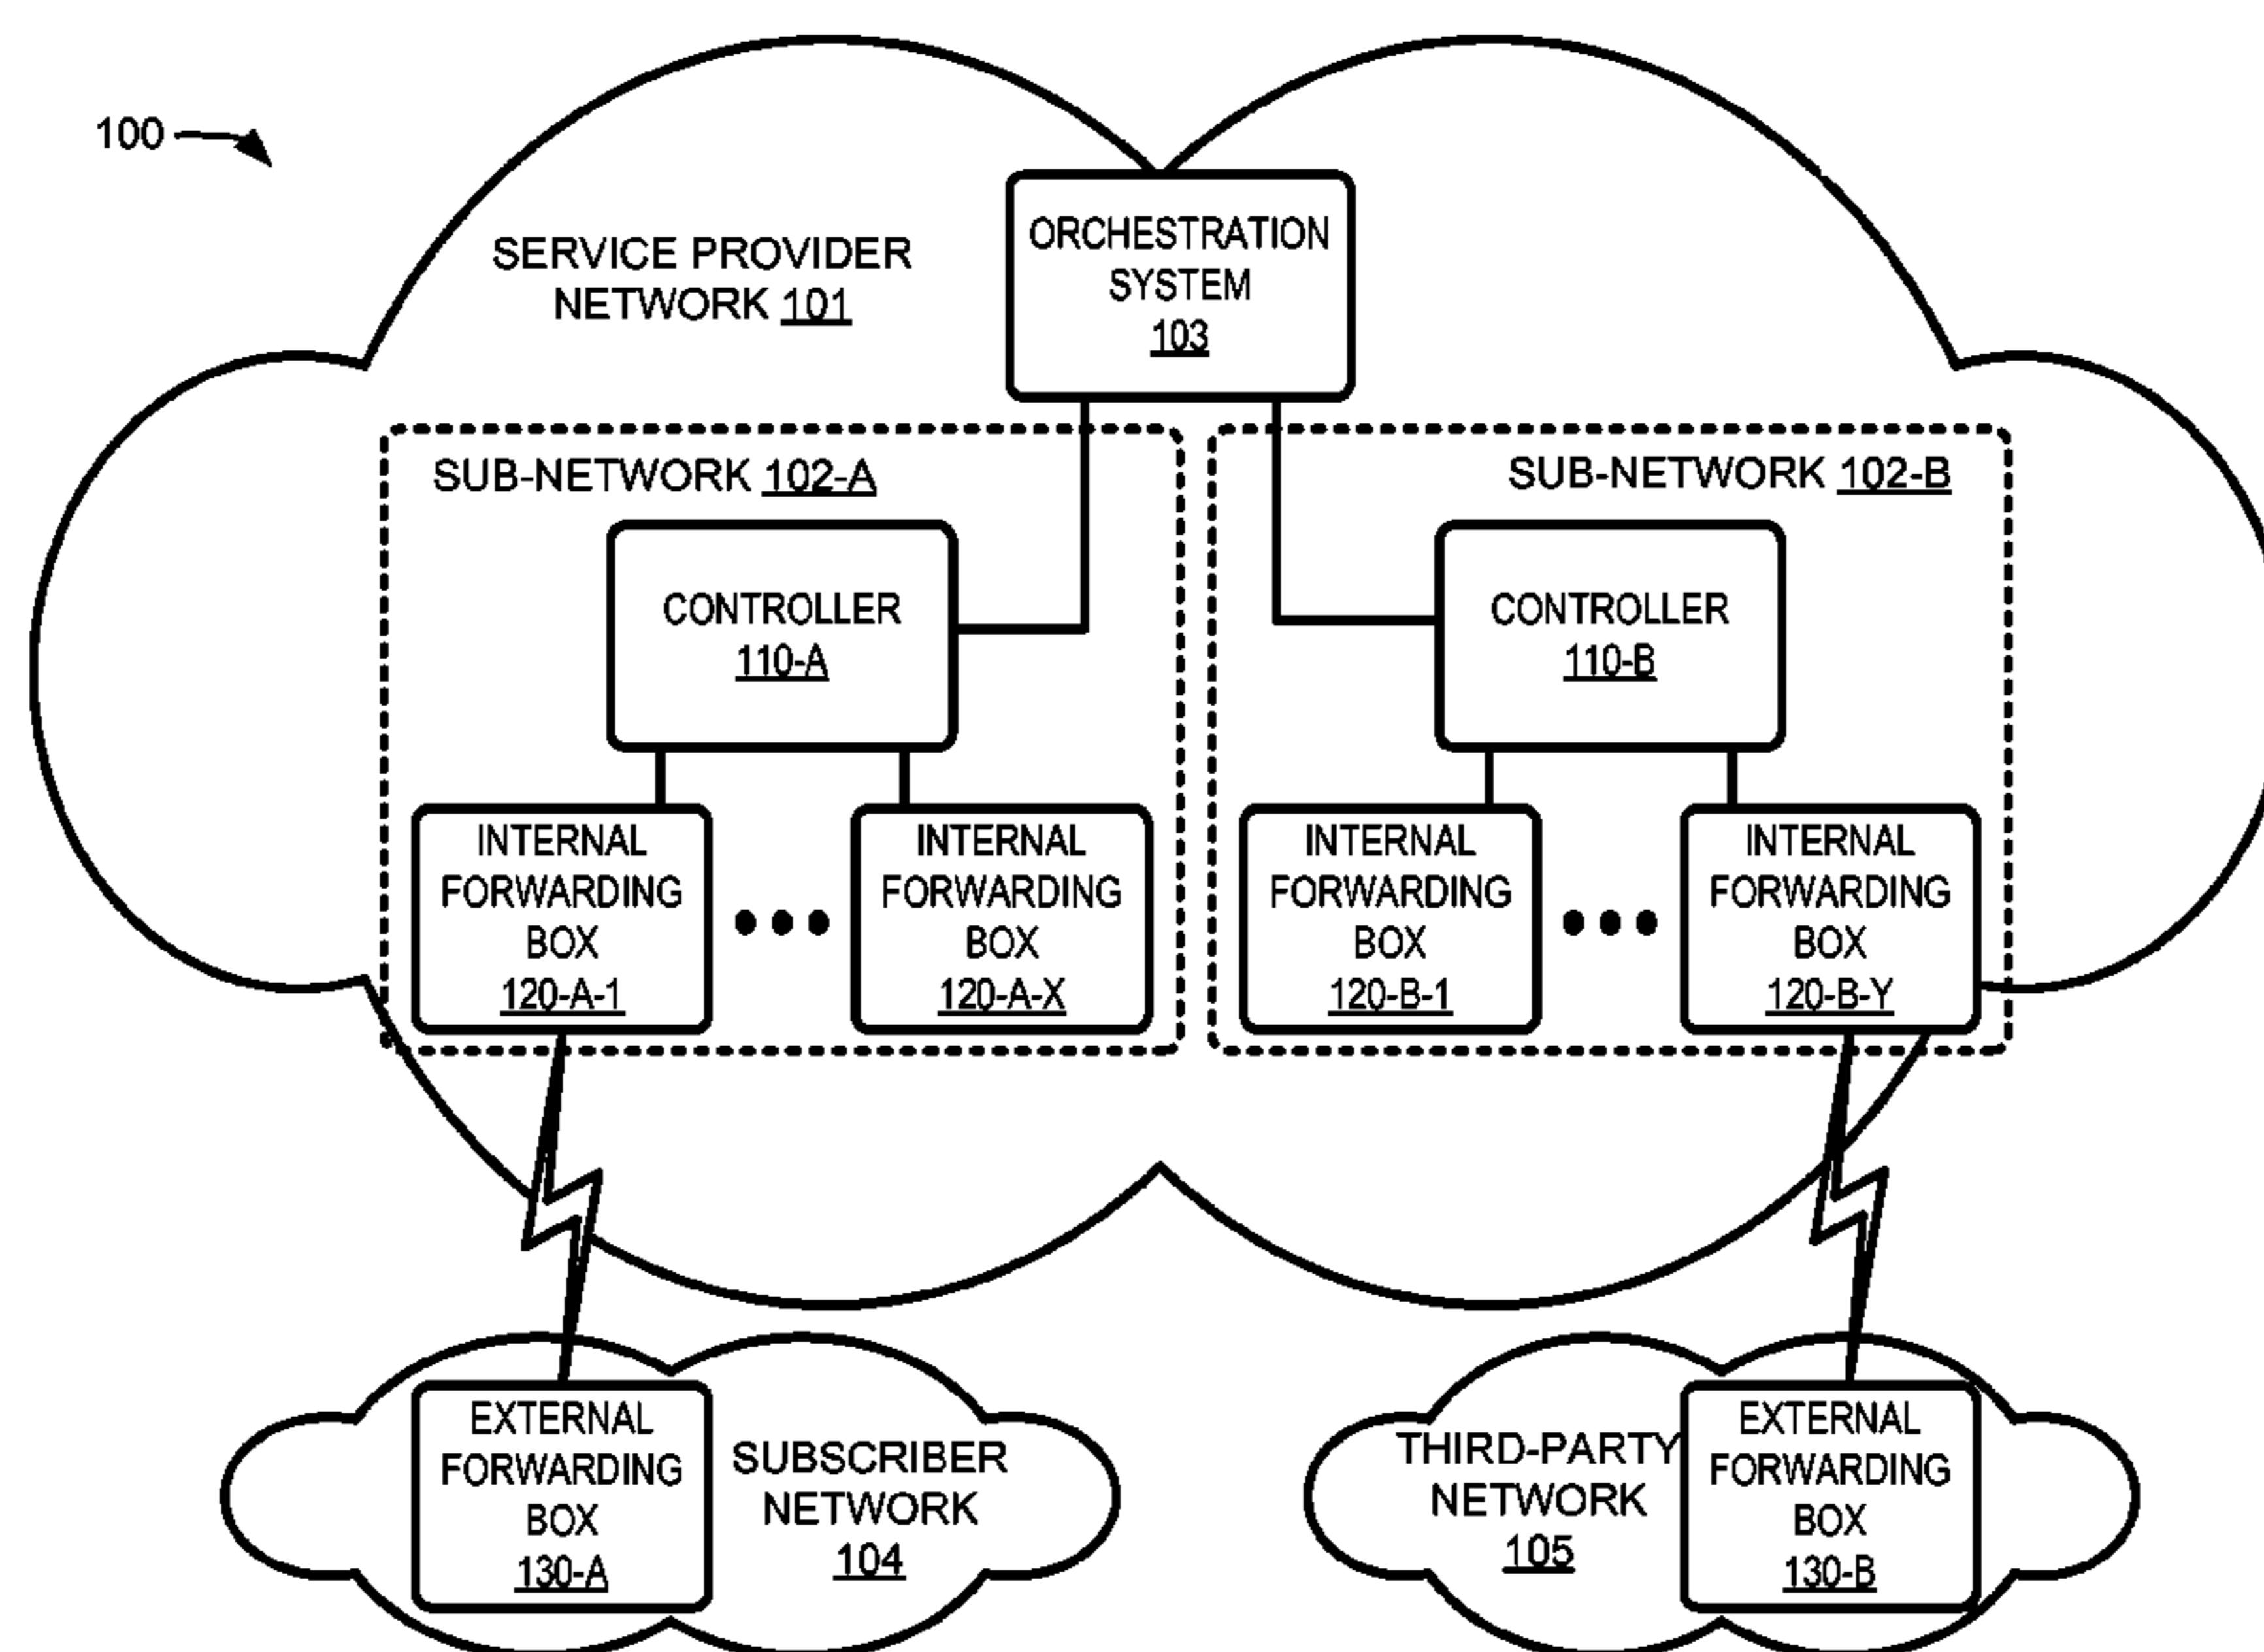 100
SERVICE PROVIDER
NETWORK 101
ORCHESTRATION
SYSTEM
103
SUB-NETWORK 102-A
SUB-NETWORK 102-B
CONTROLLER
110-A
CONTROLLER
110-B
INTERNAL
FORWARDING
BOX
120-A-1
INTERNAL
FORWARDING
BOX
120-A-X
INTERNAL
FORWARDING
BOX
120-B-1
INTERNAL
FORWARDING
BOX
120-B-Y
EXTERNAL
FORWARDING
BOX
130-A
SUBSCRIBER
NETWORK
104
THIRD-PARTY
NETWORK
105
EXTERNAL
FORWARDING
BOX
130-B